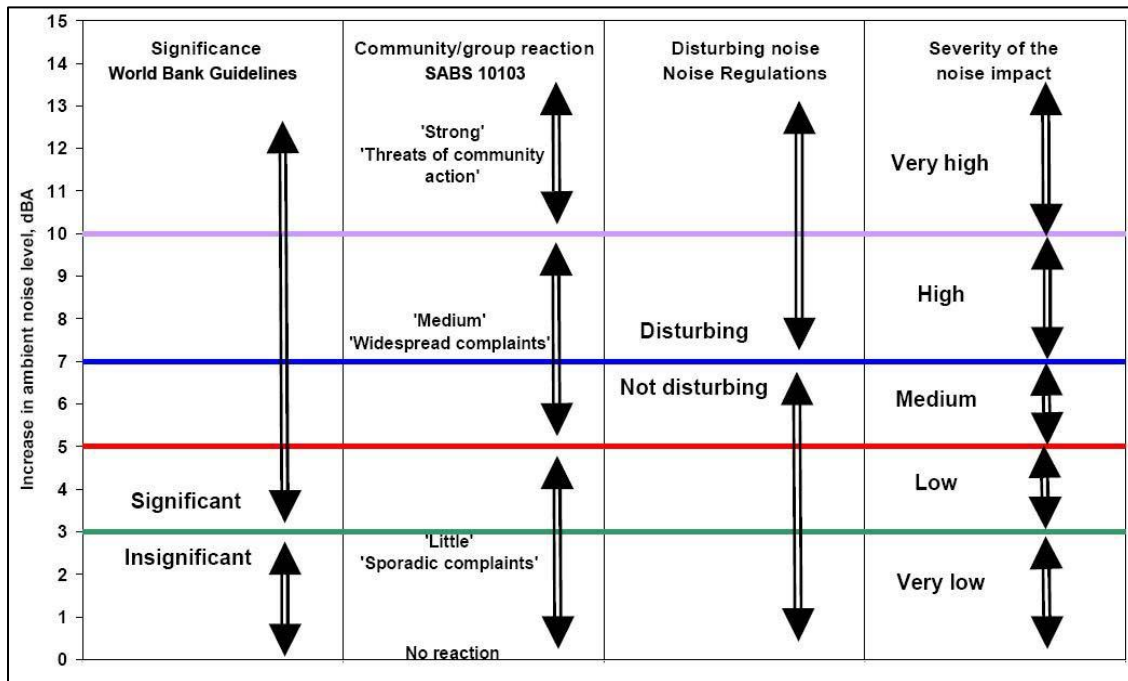 Increase in ambient noise level, dBA
15
14
13
12
11
10
9
8
7
6
5
4
3
2
1
0
Significance
World Bank Guidelines
Significant
Insignificant
Community/group reaction
SABS 10103
'Strong'
'Threats of community
action'
'Medium'
'Widespread complaints'
'Little'
'Sporadic complaints'
No reaction
Disturbing noise
Noise Regulations
Disturbing
Not disturbing
Severity of the
noise impact
Very high
High
Medium
Low
Very low